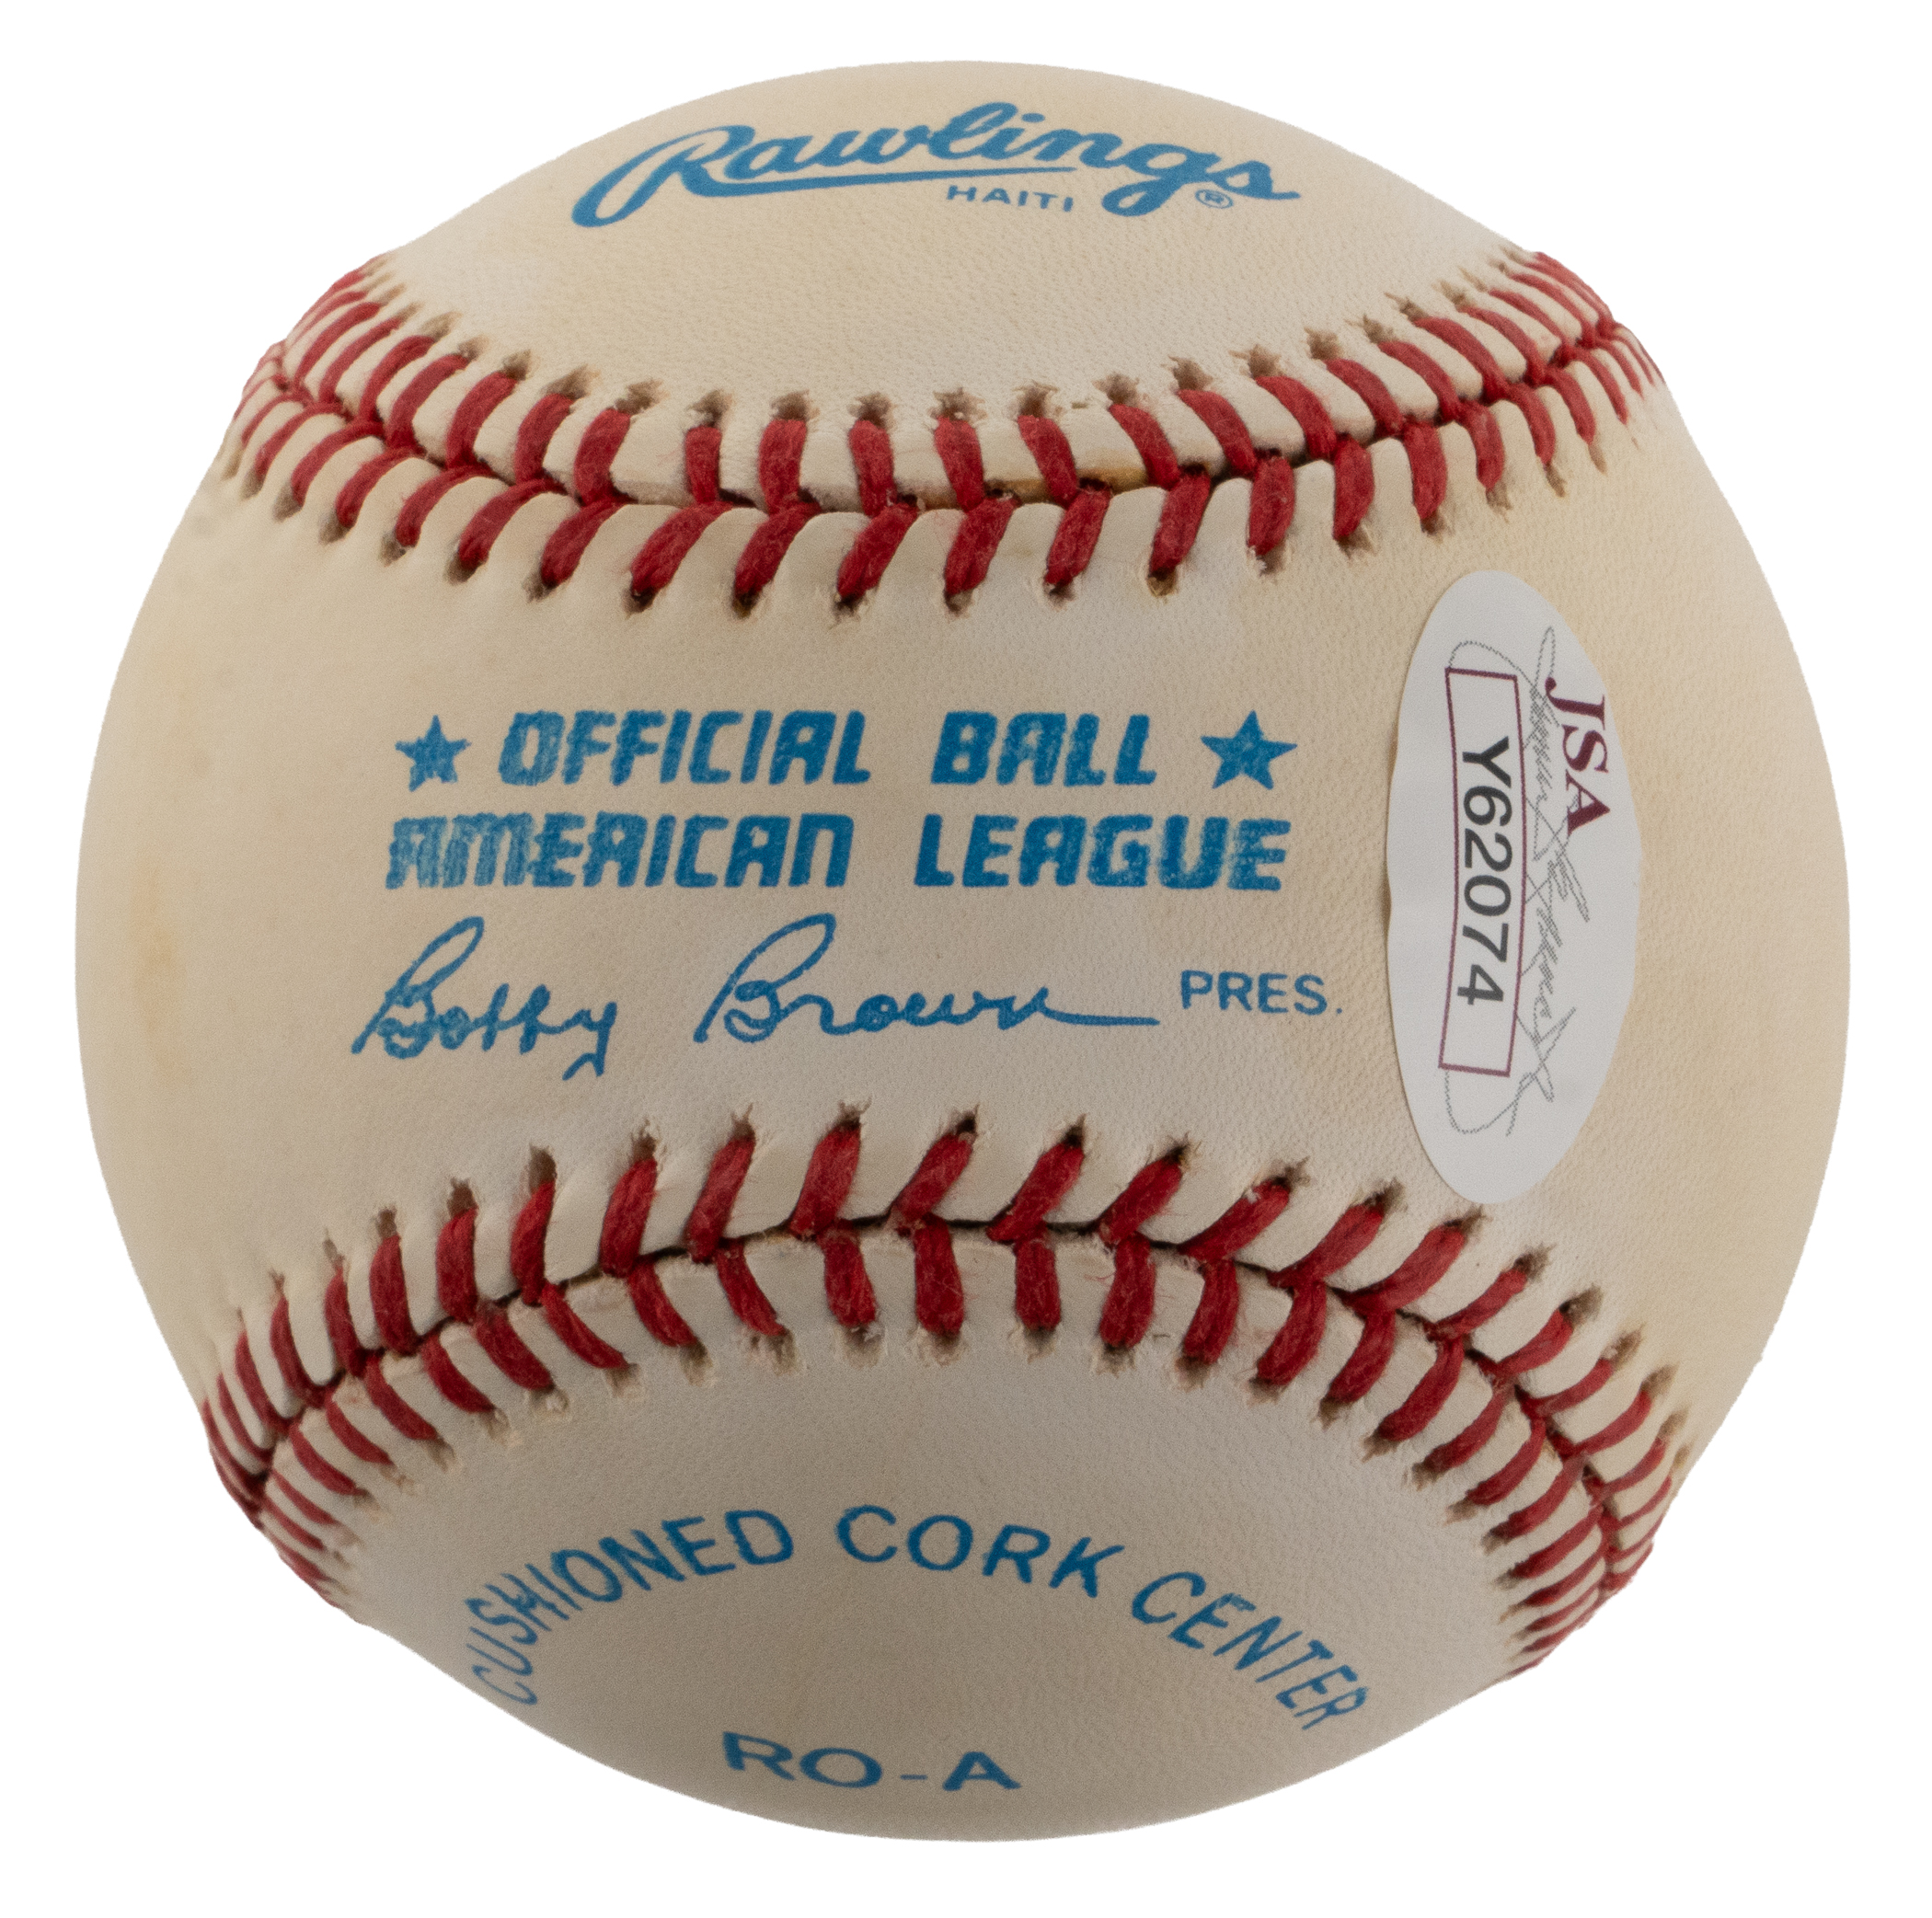 Rawlings
HAITI ®
★ OFFICIAL BALL ★
AMERICAN LEAGUE
Bobby Brown PRES.
CUSHIONED CORK CENTER
RO-A
JSA
Y62074